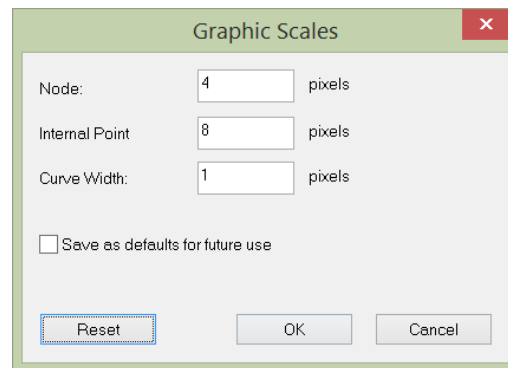 Graphic Scales
Node: 4 pixels
Internal Point 8 pixels
Curve Width: 1 pixels
Save as defaults for future use
Reset OK Cancel